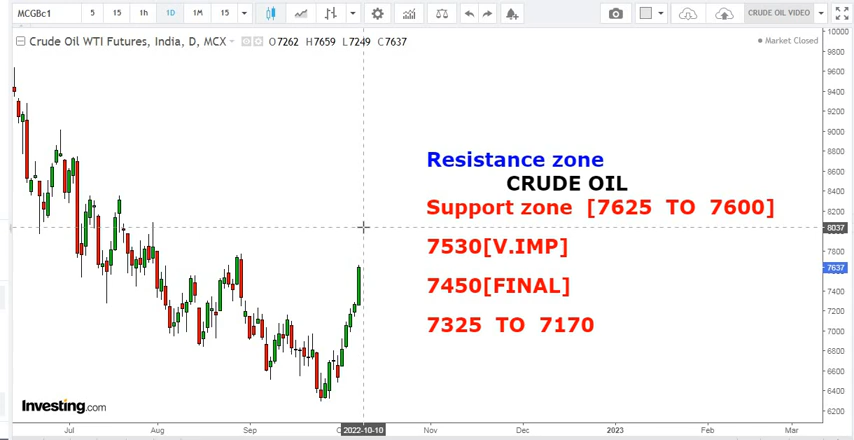 MCGBc1 5 15 1h 1D 1M 15 CRUDE OIL VIDEO
Crude Oil WTI Futures, India, D, MCX O7262 H7659 L7249 C7637
Market Closed
10000
9800
9600
9400
9200
9000
8800
8600
8400
8200
8037
7800
7637
7400
7200
7000
6800
6600
6400
6200
Resistance zone
CRUDE OIL
Support zone [7625 TO 7600]
7530[V.IMP]
7450[FINAL]
7325 TO 7170
Investing.com
Jul Aug Sep 2022-10-10 Nov Dec 2023 Feb Mar